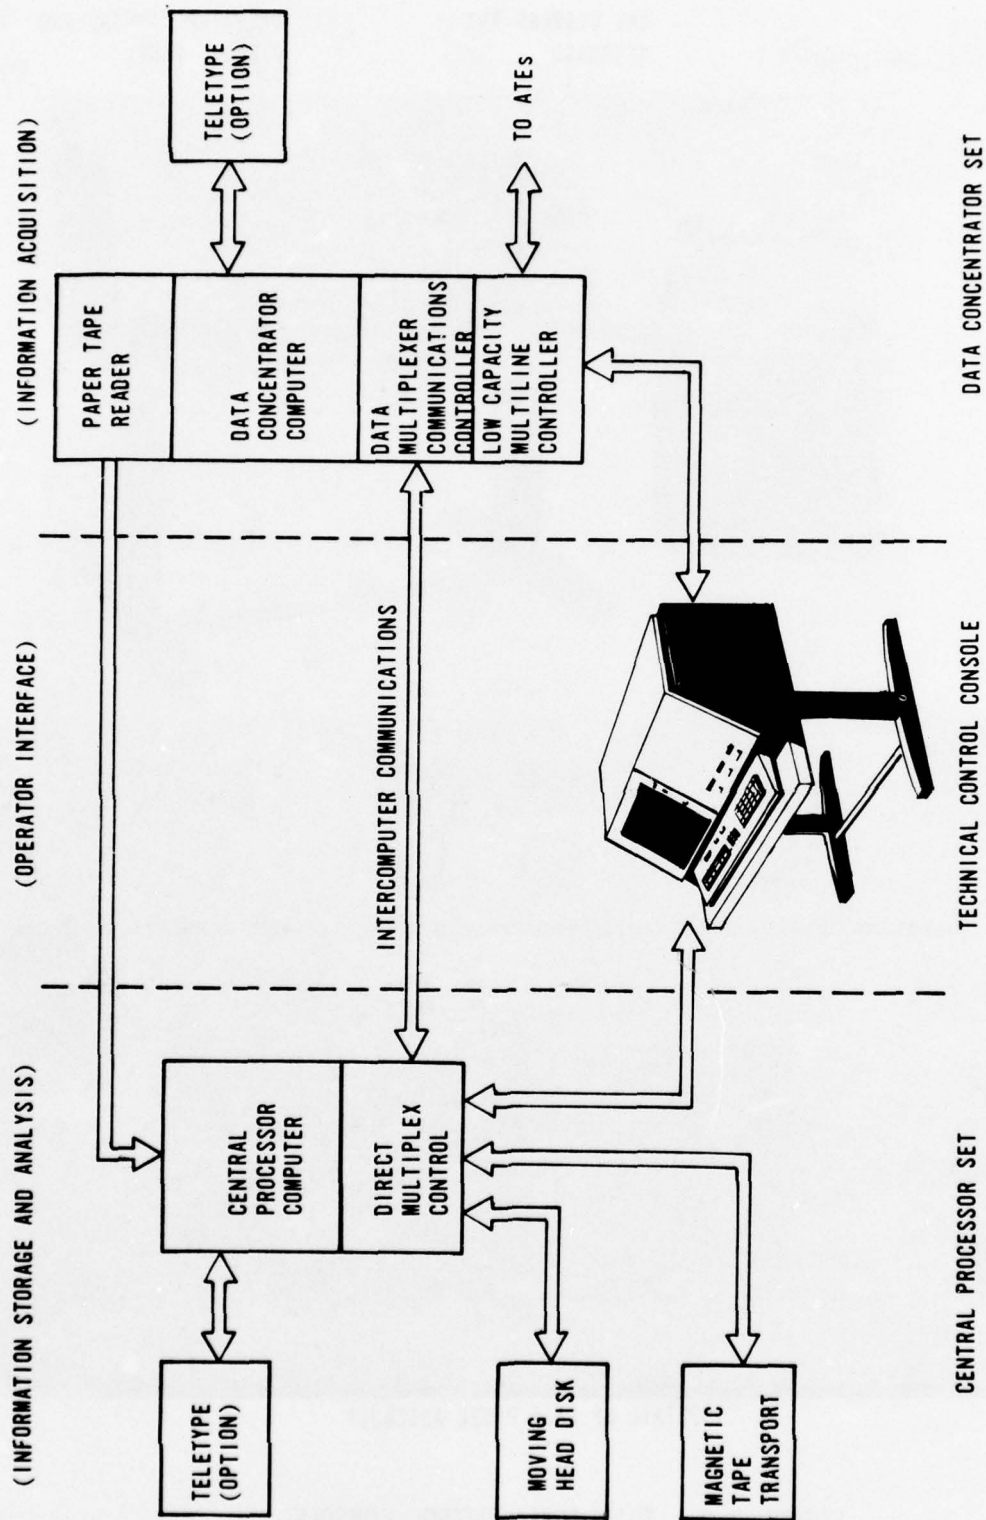 (INFORMATION STORAGE AND ANALYSIS)
(OPERATOR INTERFACE)
(INFORMATION ACQUISITION)
TELETYPE
(OPTION)
CENTRAL
PROCESSOR
COMPUTER
DIRECT
MULTIPLEX
CONTROL
MOVING
HEAD DISK
MAGNETIC
TAPE
TRANSPORT
INTERCOMPUTER COMMUNICATIONS
PAPER TAPE
READER
DATA
CONCENTRATOR
COMPUTER
DATA
MULTIPLEXER
COMMUNICATIONS
CONTROLLER
LOW CAPACITY
MULTILINE
CONTROLLER
TELETYPE
(OPTION)
TO ATEs
CENTRAL PROCESSOR SET
TECHNICAL CONTROL CONSOLE
DATA CONCENTRATOR SET